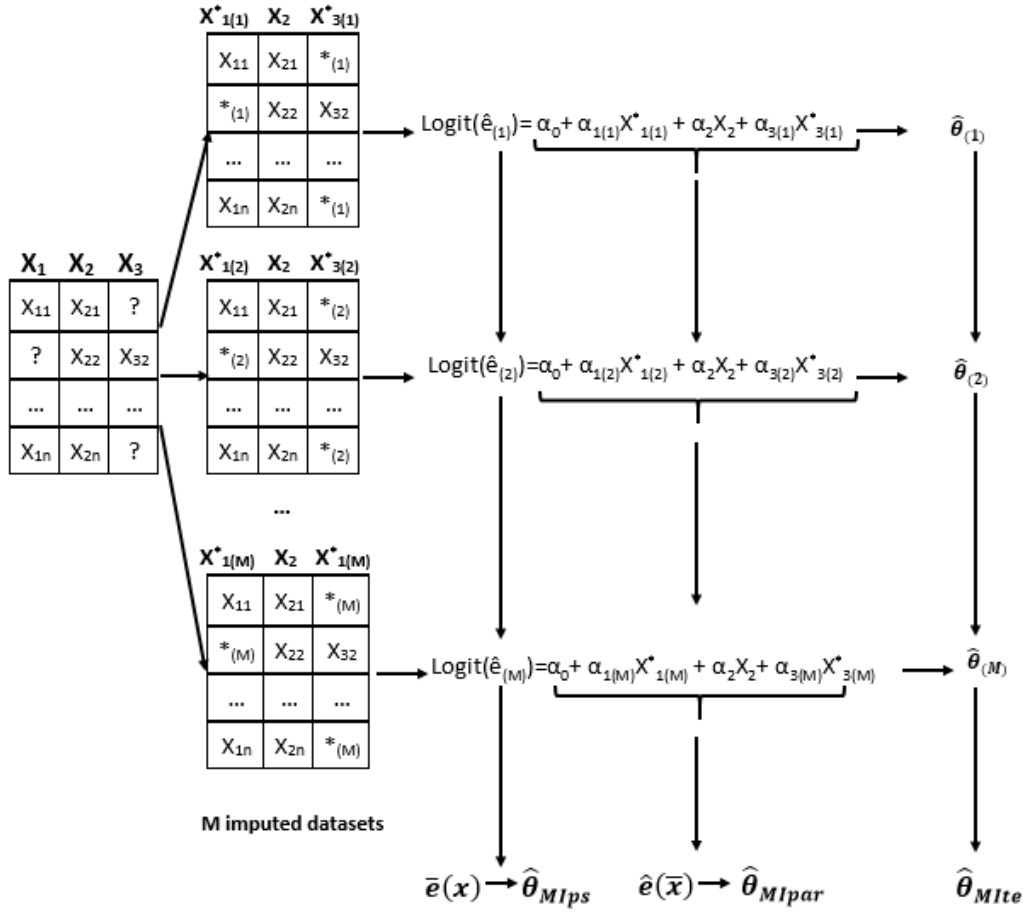 X*1(1) X2 X*3(1)
X11 X21 *(1)
*(1) X22 X32
... ... ...
X1n X2n *(1)
Logit(ê(1))=α0+ α1(1)X*1(1) + α2X2+ α3(1)X*3(1)
θ̂(1)
X1 X2 X3
X11 X21 ?
? X22 X32
... ... ...
X1n X2n ?
X*1(2) X2 X*3(2)
X11 X21 *(2)
*(2) X22 X32
... ... ...
X1n X2n *(2)
Logit(ê(2))=α0+ α1(2)X*1(2) + α2X2+ α3(2)X*3(2)
θ̂(2)
...
X*1(M) X2 X*1(M)
X11 X21 *(M)
*(M) X22 X32
... ... ...
X1n X2n *(M)
Logit(ê(M))=α0+ α1(M)X*1(M) + α2X2+ α3(M)X*3(M)
θ̂(M)
M imputed datasets
e̅(x) θ̂MIps
ê(x̅) θ̂MIpar
θ̂MIte